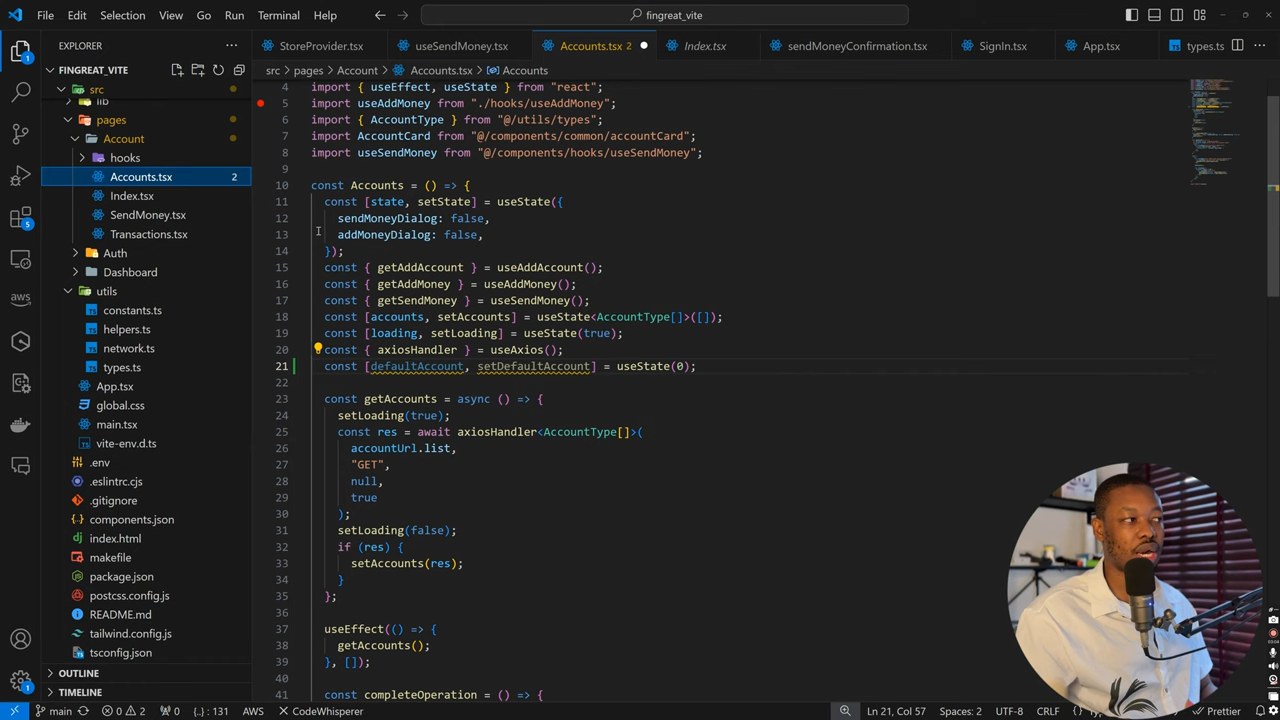 File Edit Selection View Go Run Terminal Help
fingreat_vite
EXPLORER
StoreProvider.tsx useSendMoney.tsx Accounts.tsx 2 Index.tsx sendMoneyConfirmation.tsx SignIn.tsx App.tsx types.ts
FINGREAT_VITE
src > pages > Account > Accounts.tsx > Accounts
src
lib
pages
Account
hooks
Accounts.tsx 2
Index.tsx
SendMoney.tsx
Transactions.tsx
Auth
Dashboard
utils
constants.ts
helpers.ts
network.ts
types.ts
App.tsx
global.css
main.tsx
vite-env.d.ts
.env
.eslintrc.cjs
.gitignore
components.json
index.html
makefile
package.json
postcss.config.js
README.md
tailwind.config.js
tsconfig.json
OUTLINE
TIMELINE
4 import { useEffect, useState } from "react";
5 import useAddMoney from "./hooks/useAddMoney";
6 import { AccountType } from "@/utils/types";
7 import AccountCard from "@/components/common/accountCard";
8 import useSendMoney from "@/components/hooks/useSendMoney";
9
10 const Accounts = () => {
11 const [state, setState] = useState({
12 sendMoneyDialog: false,
13 addMoneyDialog: false,
14 });
15 const { getAddAccount } = useAddAccount();
16 const { getAddMoney } = useAddMoney();
17 const { getSendMoney } = useSendMoney();
18 const [accounts, setAccounts] = useState<AccountType[]>([]);
19 const [loading, setLoading] = useState(true);
20 const { axiosHandler } = useAxios();
21 const [defaultAccount, setDefaultAccount] = useState(0);
22
23 const getAccounts = async () => {
24 setLoading(true);
25 const res = await axiosHandler<AccountType[]>(
26 accountUrl.list,
27 "GET",
28 null,
29 true
30 );
31 setLoading(false);
32 if (res) {
33 setAccounts(res);
34 }
35 };
36
37 useEffect(() => {
38 getAccounts();
39 }, []);
40
41 const completeOperation = () => {
main 0 2 0 {..} : 131 AWS CodeWhisperer Ln 21, Col 57 Spaces: 2 UTF-8 CRLF Prettier